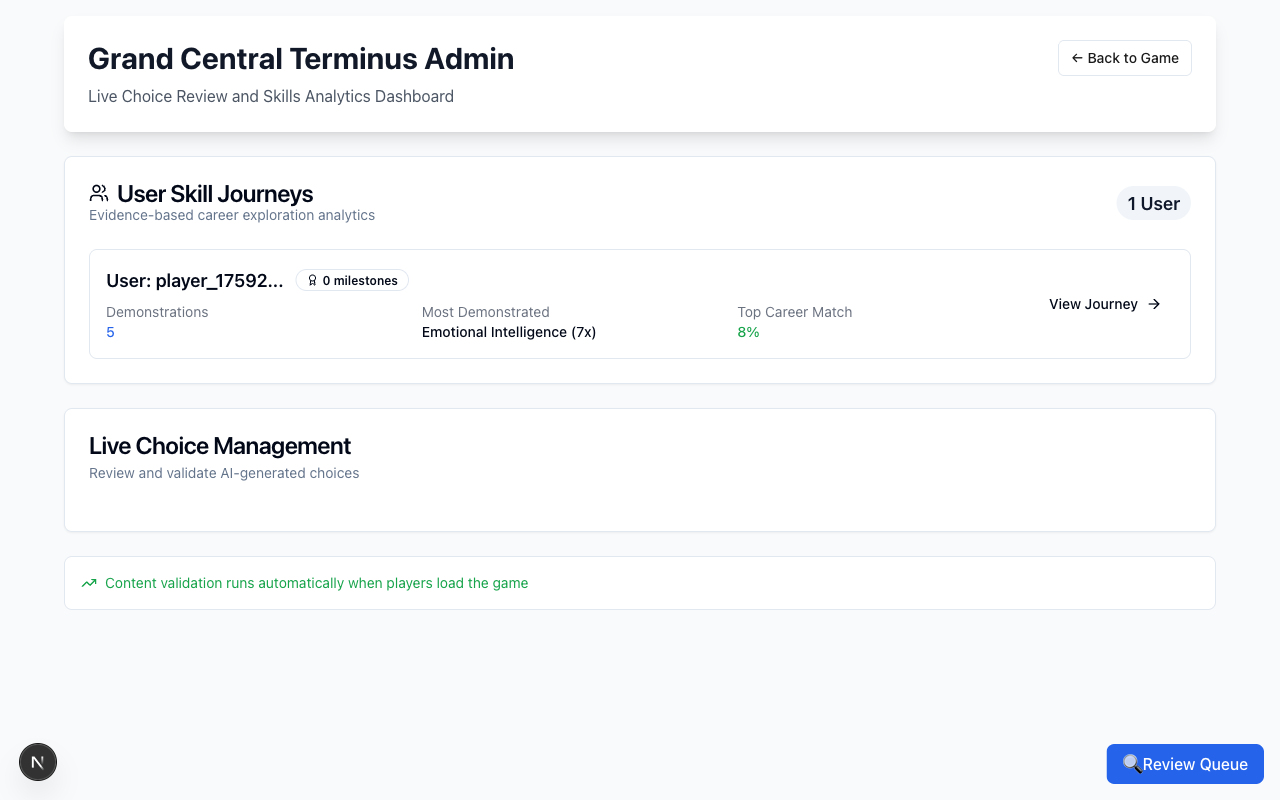 Grand Central Terminus Admin
← Back to Game
Live Choice Review and Skills Analytics Dashboard
User Skill Journeys
Evidence-based career exploration analytics
1 User
User: player_17592...
0 milestones
Demonstrations
5
Most Demonstrated
Emotional Intelligence (7x)
Top Career Match
8%
View Journey →
Live Choice Management
Review and validate AI-generated choices
Content validation runs automatically when players load the game
N
🔍Review Queue